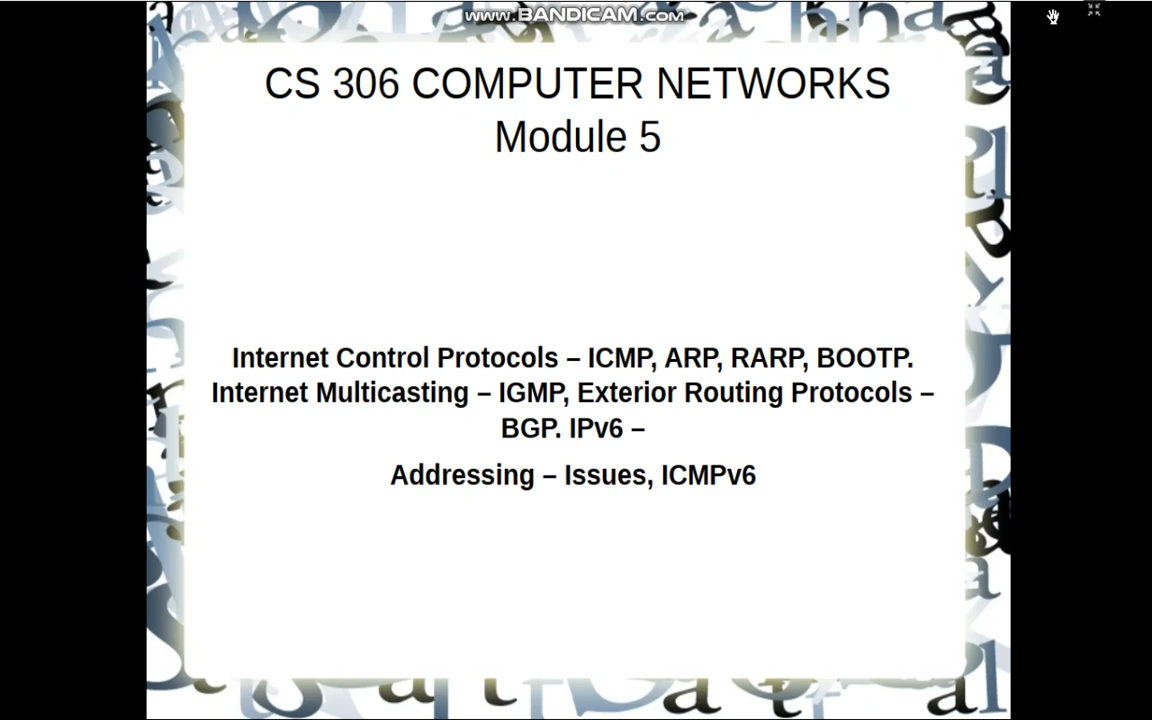 www.BANDICAM.com
CS 306 COMPUTER NETWORKS
Module 5
Internet Control Protocols – ICMP, ARP, RARP, BOOTP.
Internet Multicasting – IGMP, Exterior Routing Protocols –
BGP. IPv6 –
Addressing – Issues, ICMPv6